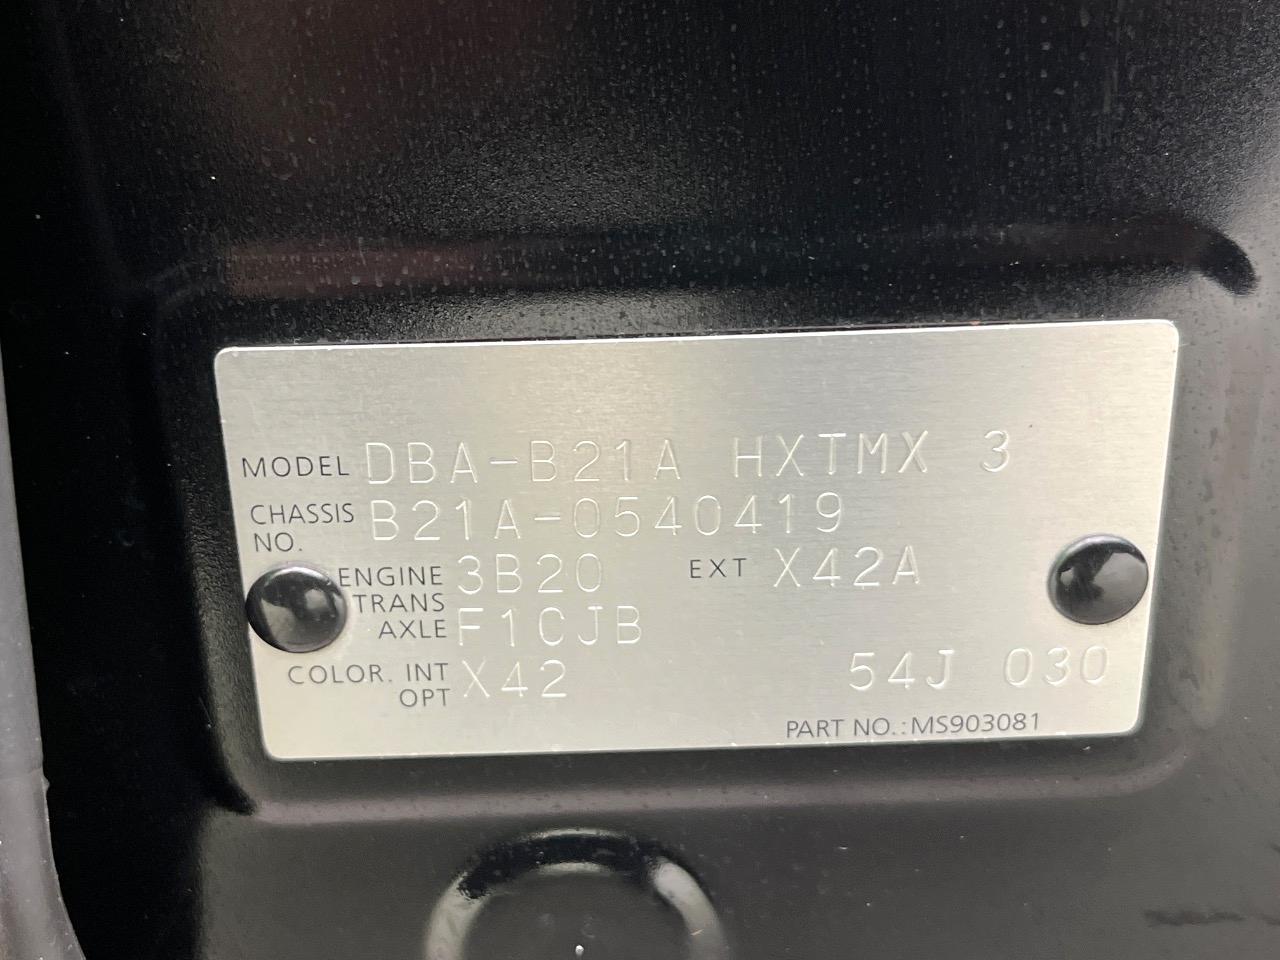 MODEL DBA-B21A HXTMX 3
CHASSIS NO. B21A-0540419
ENGINE 3B20 EXT X42A
TRANS AXLE F1CJB
COLOR. INT OPT X42 54J 030
PART NO.:MS903081